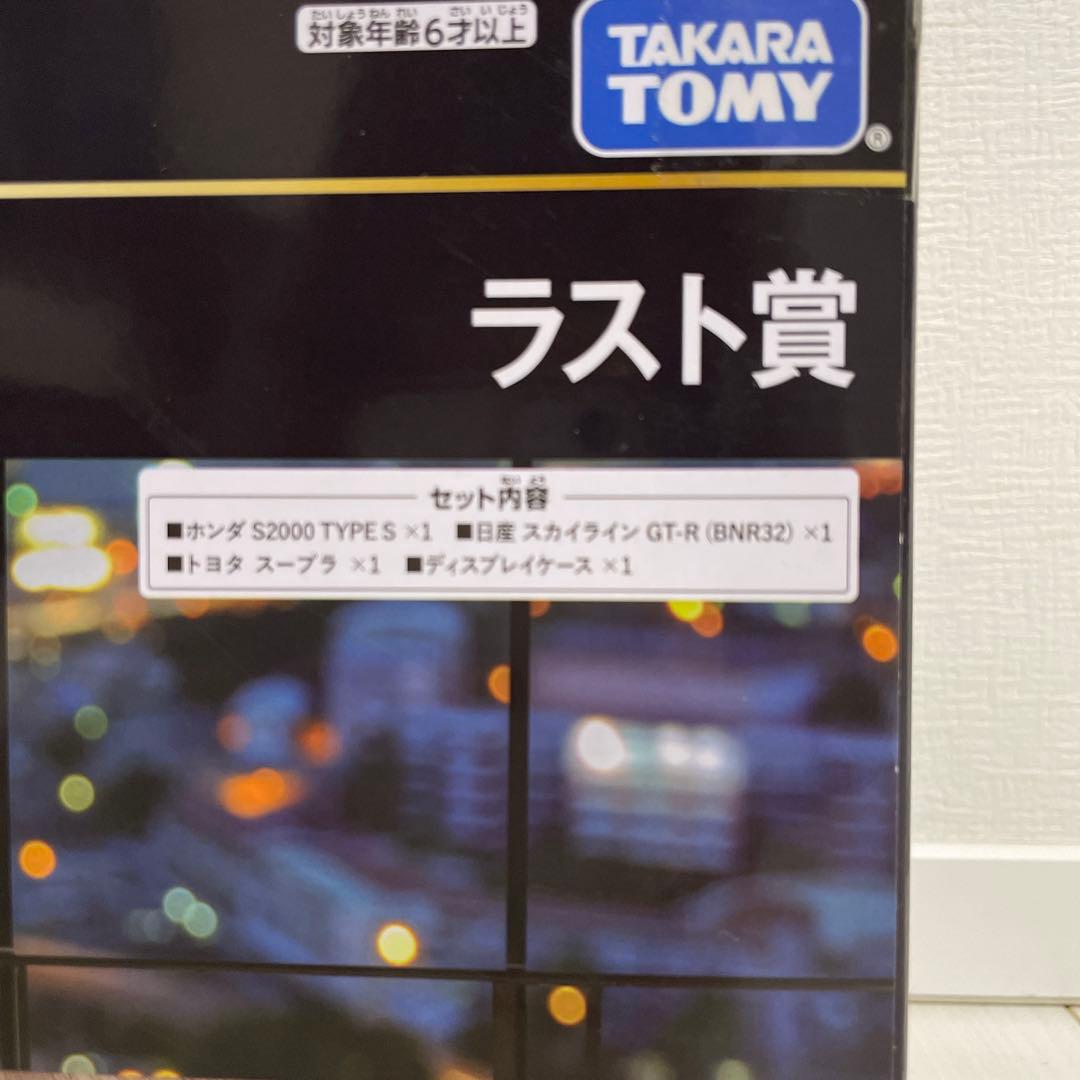 たいしょうねんれい さい いじょう
対象年齢6才以上
TAKARA
TOMY
®
ラスト賞
ないよう
セット内容
■ホンダ S2000 TYPE S ×1 ■日産 スカイライン GT-R (BNR32) ×1
■トヨタ スープラ ×1 ■ディスプレイケース ×1